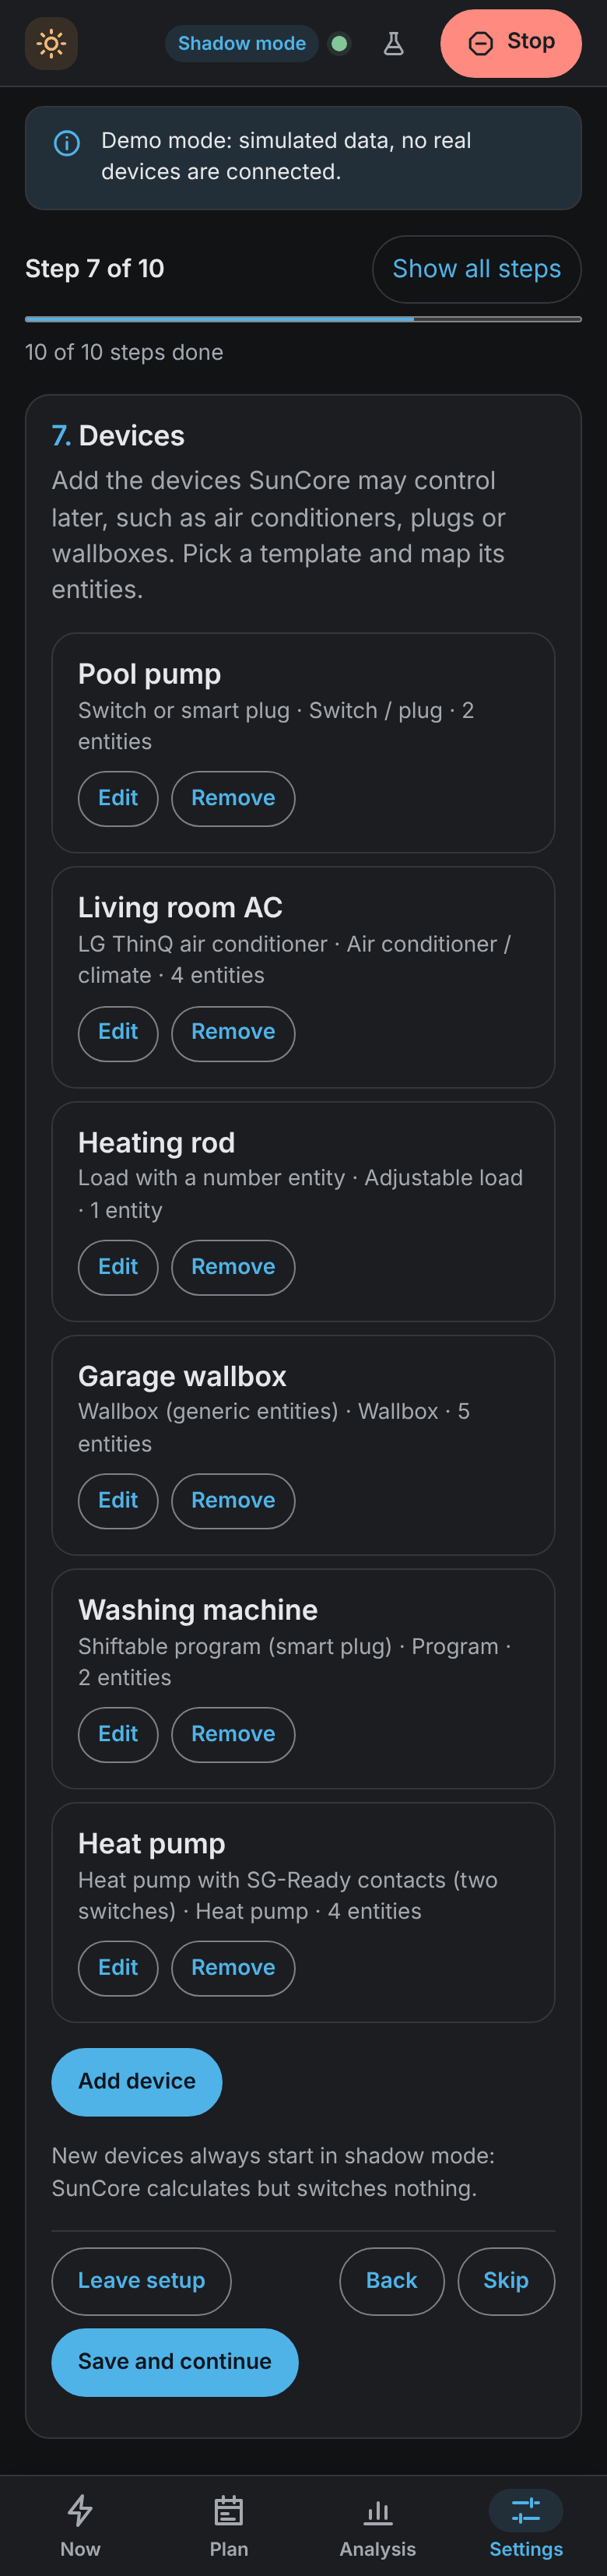 Shadow mode
Stop
Demo mode: simulated data, no real
devices are connected.
Step 7 of 10
Show all steps
10 of 10 steps done
7. Devices
Add the devices SunCore may control
later, such as air conditioners, plugs or
wallboxes. Pick a template and map its
entities.
Pool pump
Switch or smart plug · Switch / plug · 2
entities
Edit
Remove
Living room AC
LG ThinQ air conditioner · Air conditioner /
climate · 4 entities
Edit
Remove
Heating rod
Load with a number entity · Adjustable load
· 1 entity
Edit
Remove
Garage wallbox
Wallbox (generic entities) · Wallbox · 5
entities
Edit
Remove
Washing machine
Shiftable program (smart plug) · Program ·
2 entities
Edit
Remove
Heat pump
Heat pump with SG-Ready contacts (two
switches) · Heat pump · 4 entities
Edit
Remove
Add device
New devices always start in shadow mode:
SunCore calculates but switches nothing.
Leave setup
Back
Skip
Save and continue
Now
Plan
Analysis
Settings